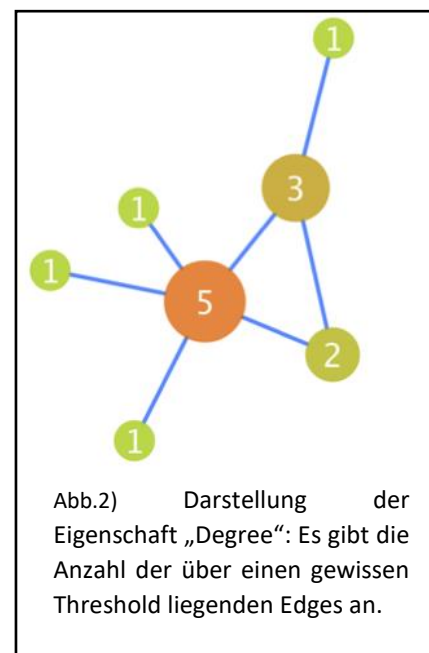 1
3
1
1
5
2
1
Abb.2) Darstellung der
Eigenschaft „Degree“: Es gibt die
Anzahl der über einen gewissen
Threshold liegenden Edges an.